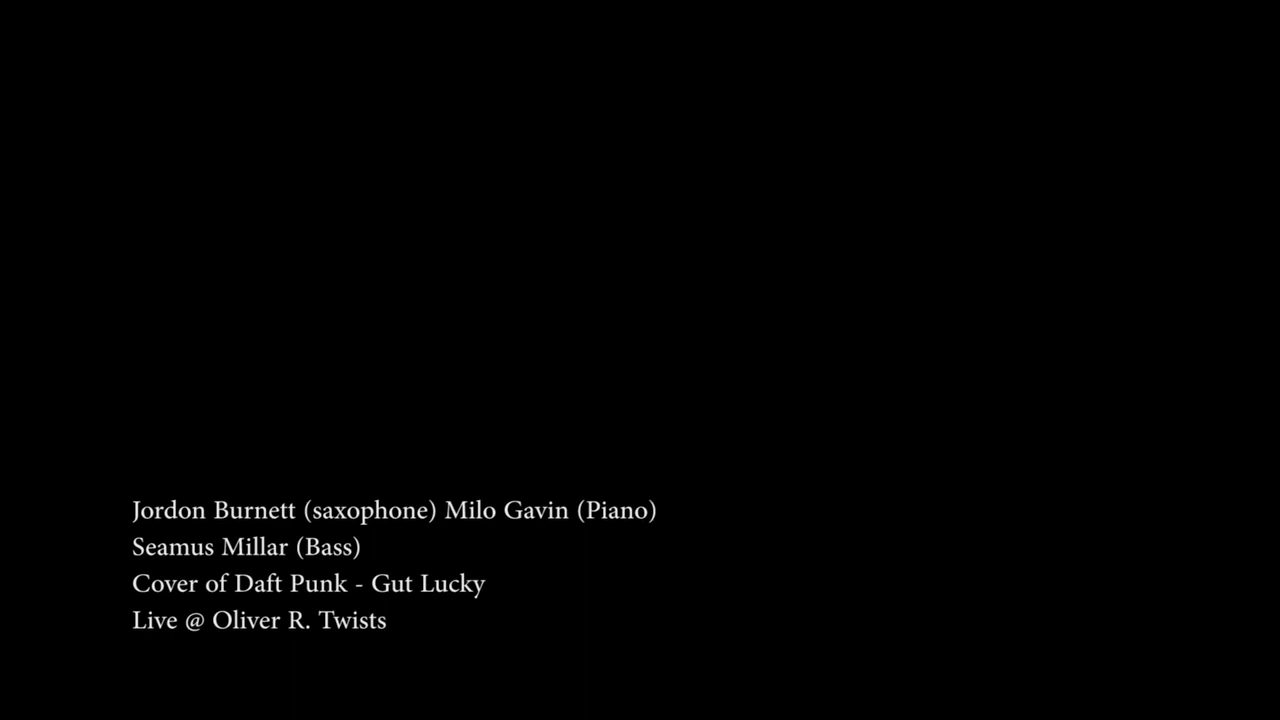 Jordon Burnett (saxophone) Milo Gavin (Piano)
Seamus Millar (Bass)
Cover of Daft Punk - Gut Lucky
Live @ Oliver R. Twists